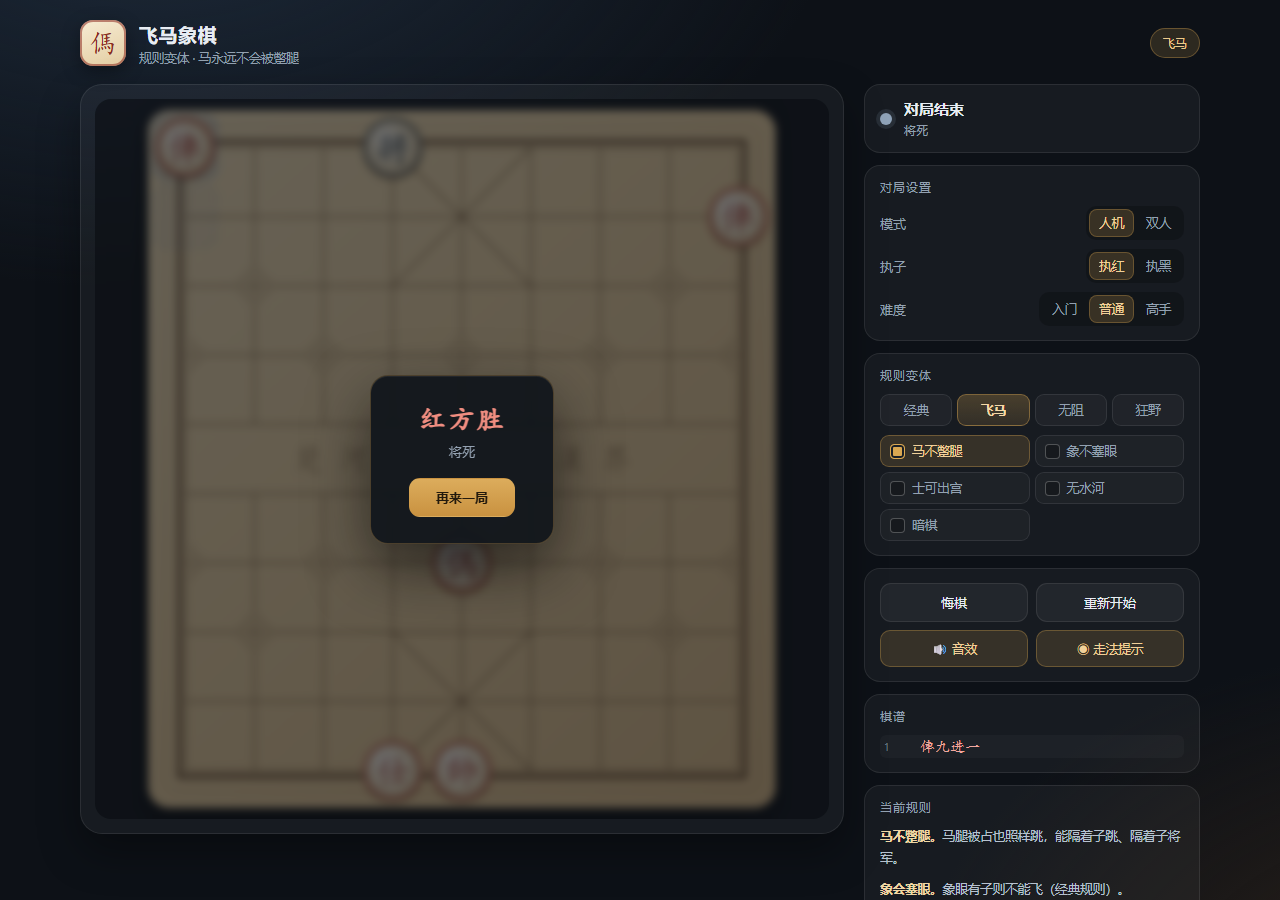 傌
飞马象棋
规则变体 · 马永远不会被蹩腿
飞马
红方胜
将死
再来一局
对局结束
将死
对局设置
模式
人机 双人
执子
执红 执黑
难度
入门 普通 高手
规则变体
经典 飞马 无阻 狂野
马不蹩腿 象不塞眼
士可出宫 无水河
暗棋
悔棋 重新开始
音效 走法提示
棋谱
1 俥九进一
当前规则
马不蹩腿。马腿被占也照样跳，能隔着子跳、隔着子将
军。
象会塞眼。象眼有子则不能飞（经典规则）。